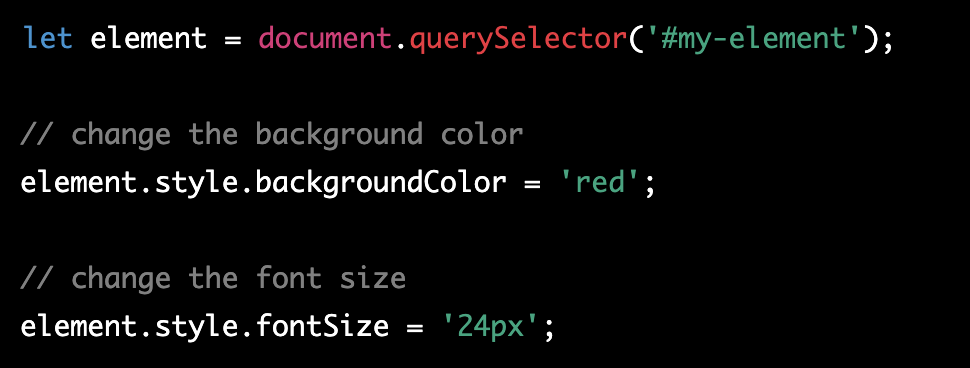 let element = document.querySelector('#my-element');
// change the background color
element.style.backgroundColor = 'red';
// change the font size
element.style.fontSize = '24px';